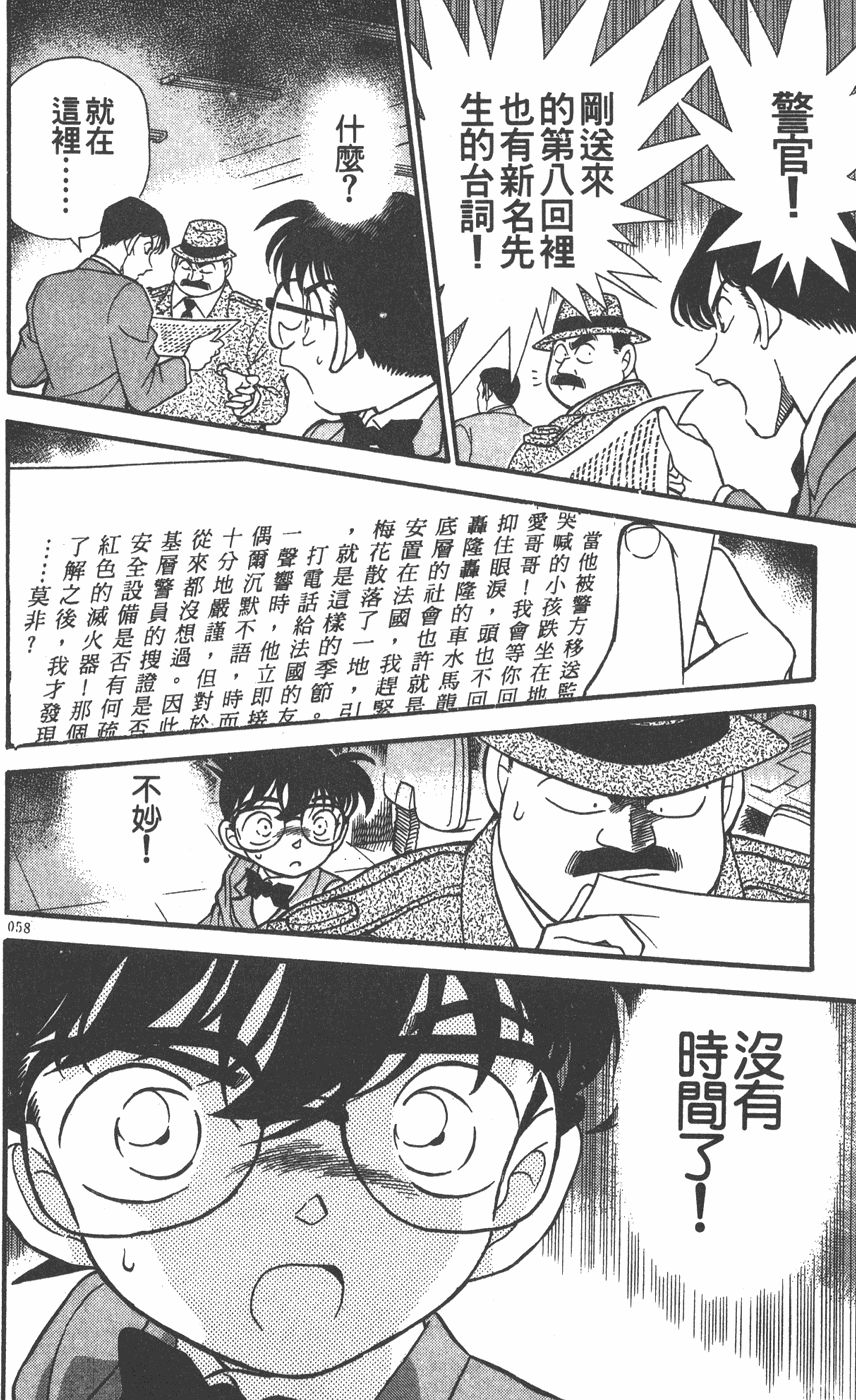 警官！
剛送來
的第八回裡
也有新名先
生的台詞！
什麼？
就在
這裡……
當他被警方移送監
哭喊的小孩跌坐在地
愛哥哥！我會等你回
抑住眼淚，頭也不回
轟隆轟隆的車水馬龍
底層的社會也許就是
安置在法國，我趕緊
梅花散落了一地，引
，就是這樣的季節。
打電話給法國的友
一聲響時，他立即接
偶爾沉默不語，時而
十分地嚴謹，但對於
從來都沒想過。因此
基層警員的搜證是否
安全設備是否有何疏
紅色的滅火器！那個
了解之後，我才發現
……莫非？
不妙！
058
沒有
時間了！